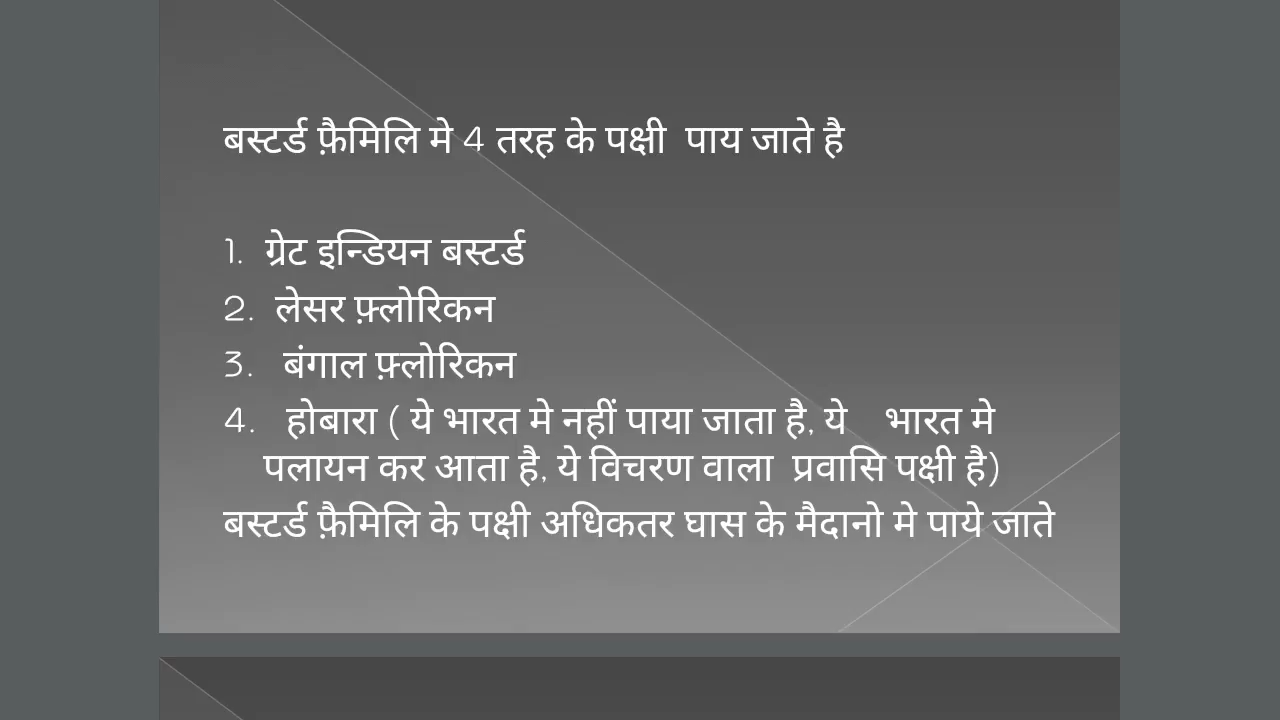 बस्टर्ड फ़ैमिलि मे 4 तरह के पक्षी पाय जाते है
1. ग्रेट इन्डियन बस्टर्ड
2. लेसर फ़्लोरिकन
3. बंगाल फ़्लोरिकन
4. होबारा ( ये भारत मे नहीं पाया जाता है, ये भारत मे
पलायन कर आता है, ये विचरण वाला प्रवासि पक्षी है)
बस्टर्ड फ़ैमिलि के पक्षी अधिकतर घास के मैदानो मे पाये जाते